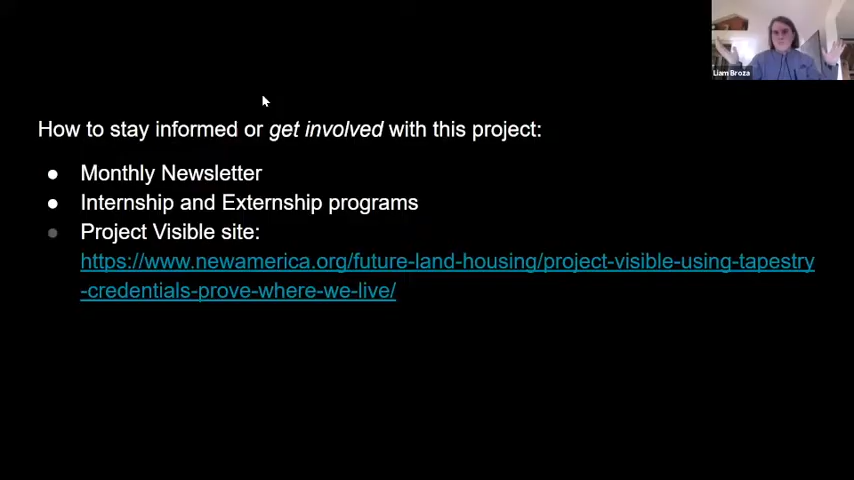 Liam Broza
How to stay informed or get involved with this project:
● Monthly Newsletter
● Internship and Externship programs
● Project Visible site:
https://www.newamerica.org/future-land-housing/project-visible-using-tapestry
-credentials-prove-where-we-live/